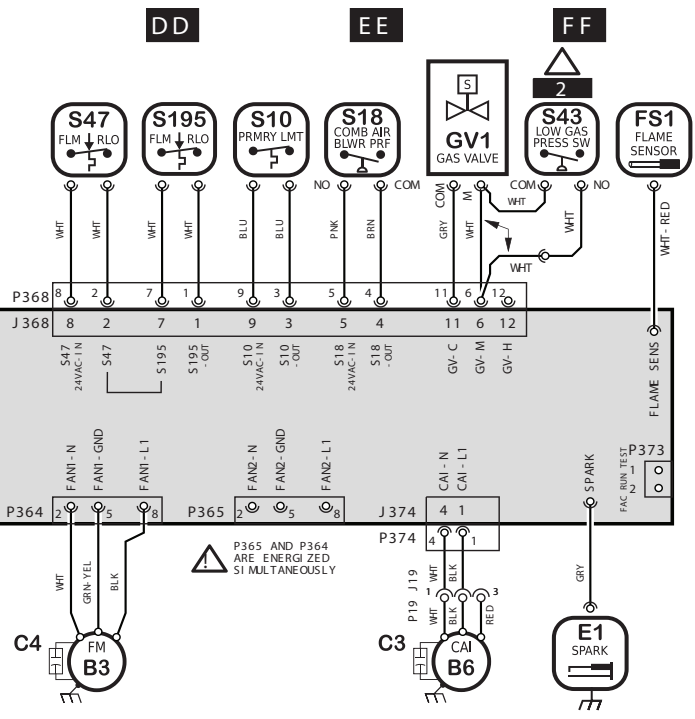 DD EE FF
2
S47
FLM RLO
S195
FLM RLO
S10
PRMRY LMT
S18
COMB AIR
BLWR PRF
S
GV1
GAS VALVE
S43
LOW GAS
PRESS SW
FS1
FLAME
SENSOR
NO COM COM M COM NO
WHT
WHT WHT WHT WHT BLU BLU PNK BRN GRY WHT WHT WHT-RED
WHT
P368 8 2 7 1 9 3 5 4 11 6 12
J368 8 2 7 1 9 3 5 4 11 6 12
S47
24VAC-IN
S47
S195
S195
-OUT
S10
24VAC-IN
S10
-OUT
S18
24VAC-IN
S18
-OUT
GV-C
GV-M
GV-H
FLAME SENS
FAN1-N
FAN1-GND
FAN1-L1
FAN2-N
FAN2-GND
FAN2-L1
CAI-N
CAI-L1
SPARK
FAC RUN TEST
P373
1
2
P364 2 5 8
P365 2 5 8
J374 4 1
P374 4 1
P365 AND P364
ARE ENERGIZED
SIMULTANEOUSLY
WHT GRN-YEL BLK
WHT BLK
P19 J19 1 3
WHT BLK RED
GRY
C4
FM
B3
C3
CAI
B6
E1
SPARK